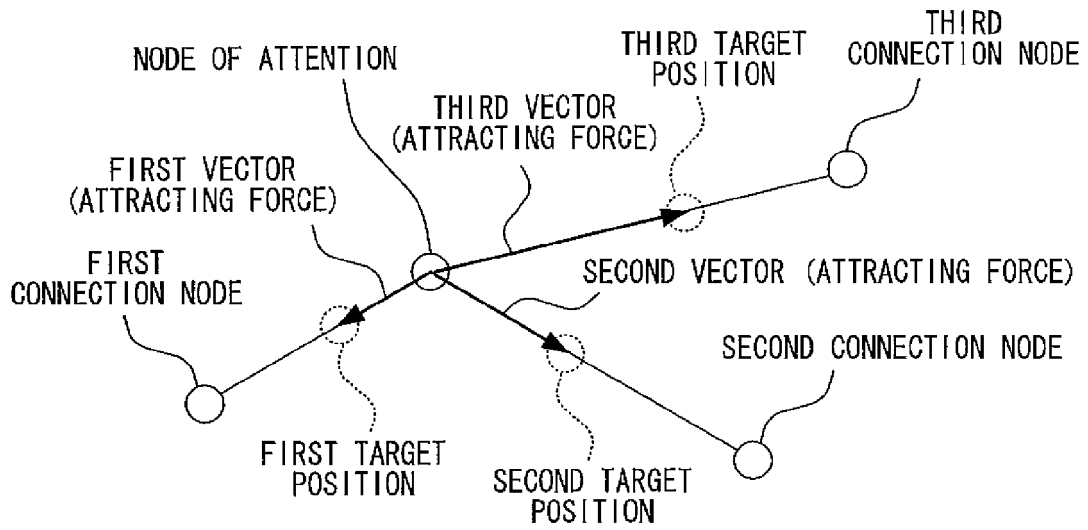 NODE OF ATTENTION
THIRD TARGET
POSITION
THIRD
CONNECTION NODE
THIRD VECTOR
(ATTRACTING FORCE)
FIRST VECTOR
(ATTRACTING FORCE)
FIRST
CONNECTION NODE
SECOND VECTOR (ATTRACTING FORCE)
SECOND CONNECTION NODE
FIRST TARGET
POSITION
SECOND TARGET
POSITION